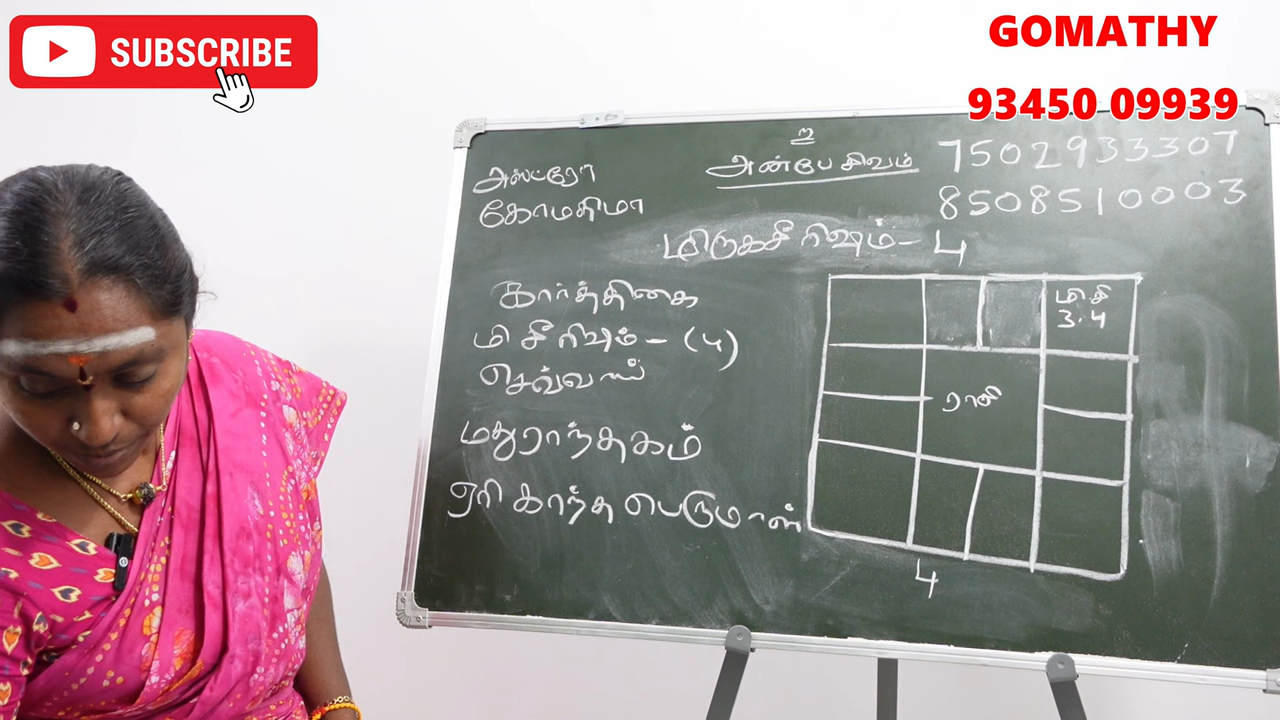 SUBSCRIBE
GOMATHY
93450 09939
உ
அஸ்ட்ரோ
அன்பே சிவம்
7502933307
கோமதிமா
8508510003
மிருகசீரிஷம் - 4
கார்த்திகை
மி சீ ரிஷம் - (4)
செவ்வாய்
மதுராந்தகம்
ஏரி காந்த பெருமாள்
மி.சி
3.4
ராசி
4